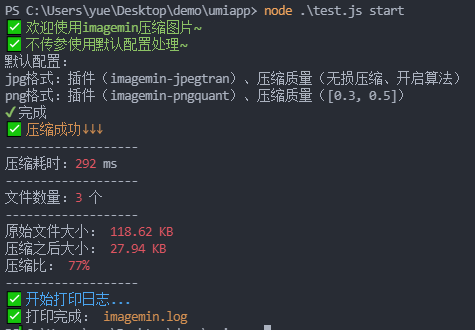 PS C:\Users\yue\Desktop\demo\umiapp> node .\test.js start
✅ 欢迎使用imagemin压缩图片~
✅ 不传参使用默认配置处理~
默认配置：
jpg格式：插件（imagemin-jpegtran）、压缩质量（无损压缩、开启算法）
png格式：插件（imagemin-pngquant）、压缩质量（[0.3, 0.5]）
✔完成
✅ 压缩成功↓↓↓
-------------------
压缩耗时：292 ms
-------------------
文件数量：3 个
-------------------
原始文件大小： 118.62 KB
压缩之后大小： 27.94 KB
压缩比： 77%
-------------------
✅ 开始打印日志...
✅ 打印完成： imagemin.log